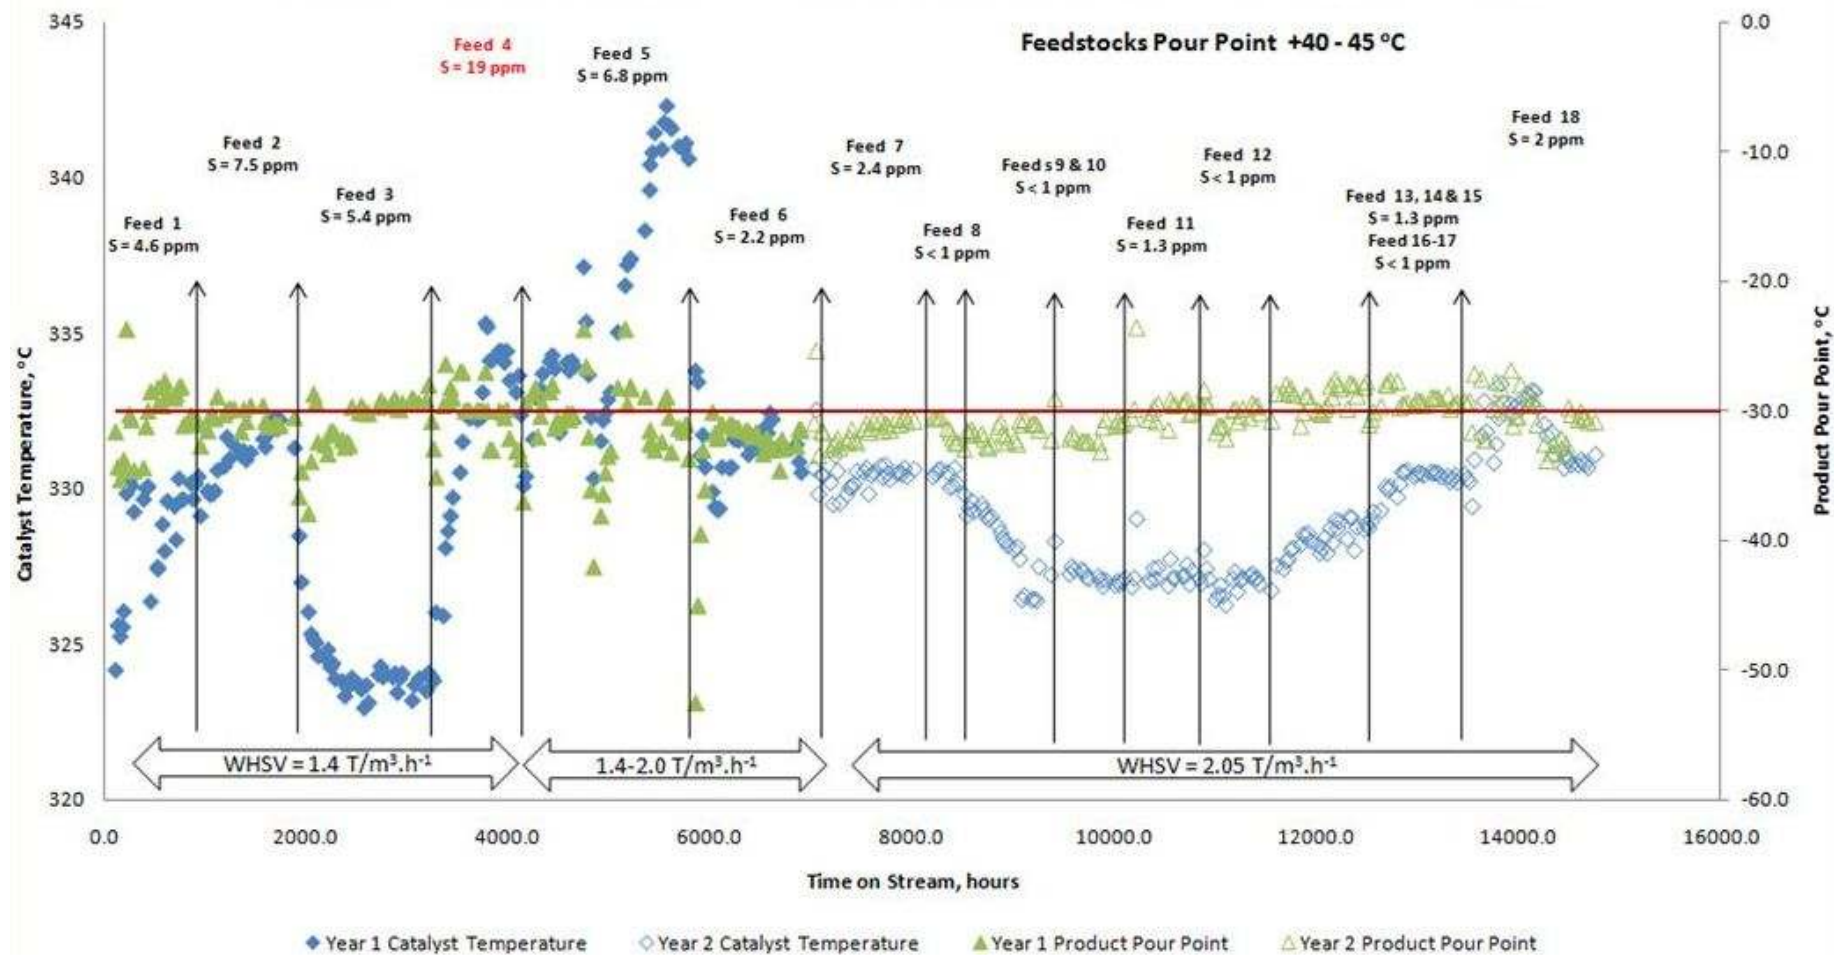 Feedstocks Pour Point +40 - 45 °C
Feed 1
S = 4.6 ppm
Feed 2
S = 7.5 ppm
Feed 3
S = 5.4 ppm
Feed 4
S = 19 ppm
Feed 5
S = 6.8 ppm
Feed 6
S = 2.2 ppm
Feed 7
S = 2.4 ppm
Feed 8
S < 1 ppm
Feed s 9 & 10
S < 1 ppm
Feed 11
S = 1.3 ppm
Feed 12
S < 1 ppm
Feed 13, 14 & 15
S = 1.3 ppm
Feed 16-17
S < 1 ppm
Feed 18
S = 2 ppm
Catalyst Temperature, °C
345
340
335
330
325
320
Product Pour Point, °C
0.0
-10.0
-20.0
-30.0
-40.0
-50.0
-60.0
WHSV = 1.4 T/m³.h⁻¹
1.4-2.0 T/m³.h⁻¹
WHSV = 2.05 T/m³.h⁻¹
0.0 2000.0 4000.0 6000.0 8000.0 10000.0 12000.0 14000.0 16000.0
Time on Stream, hours
Year 1 Catalyst Temperature Year 2 Catalyst Temperature Year 1 Product Pour Point Year 2 Product Pour Point